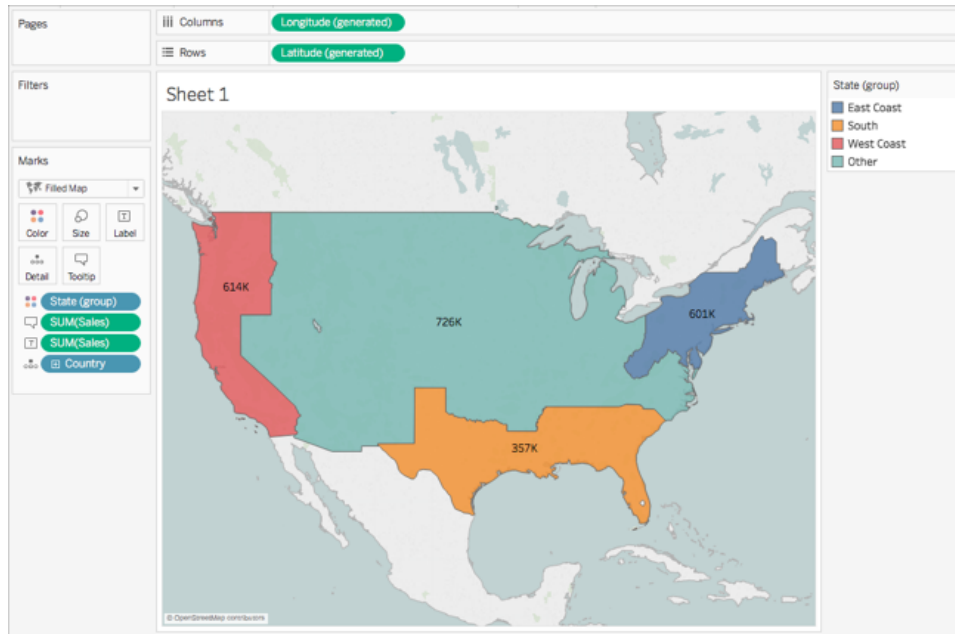 Pages
Columns
Longitude (generated)
Rows
Latitude (generated)
Filters
Marks
Filled Map
Color
Size
Label
Detail
Tooltip
State (group)
SUM(Sales)
SUM(Sales)
Country
Sheet 1
614K
726K
601K
357K
© OpenStreetMap contributors
State (group)
East Coast
South
West Coast
Other